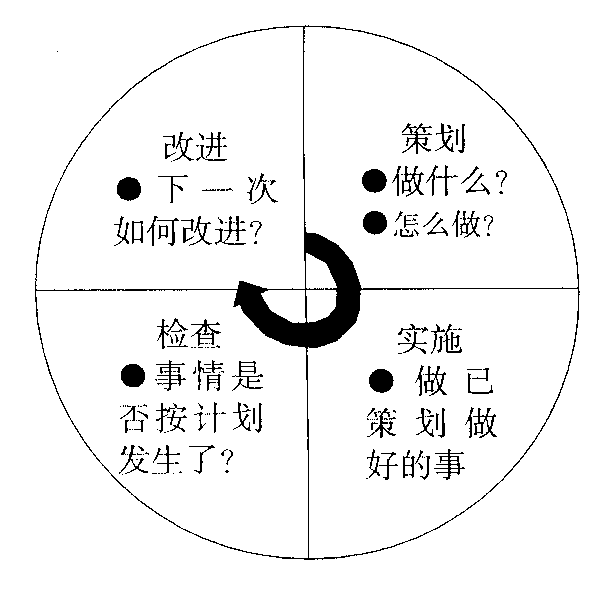 改进
●下一次
如何改进?
策划
●做什么?
●怎么做?
检查
●事情是
否按计划
发生了?
实施
●做已
策划做
好的事